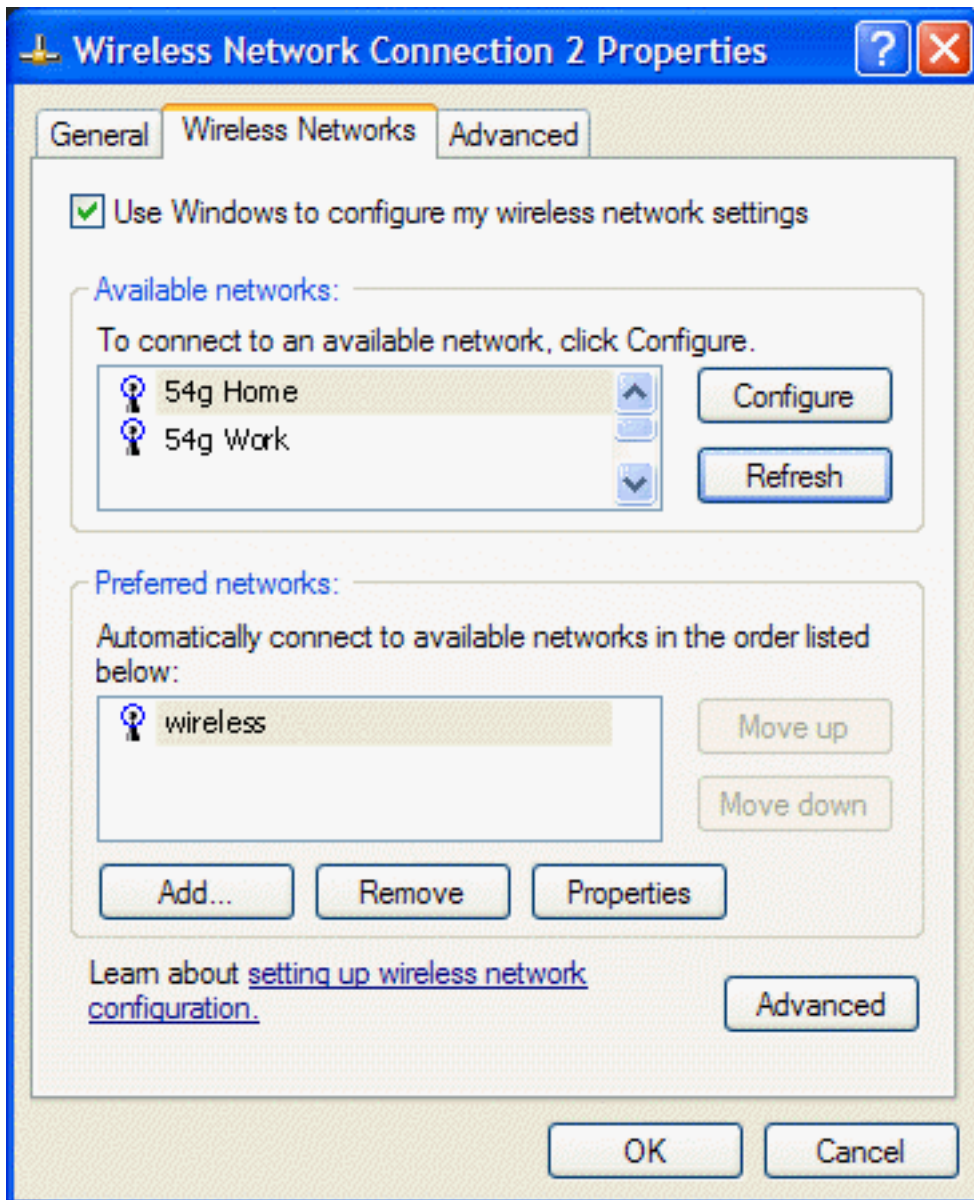 Wireless Network Connection 2 Properties
General
Wireless Networks
Advanced
Use Windows to configure my wireless network settings
Available networks:
To connect to an available network, click Configure.
54g Home
54g Work
Configure
Refresh
Preferred networks:
Automatically connect to available networks in the order listed
below:
wireless
Move up
Move down
Add...
Remove
Properties
Learn about setting up wireless network
configuration.
Advanced
OK
Cancel